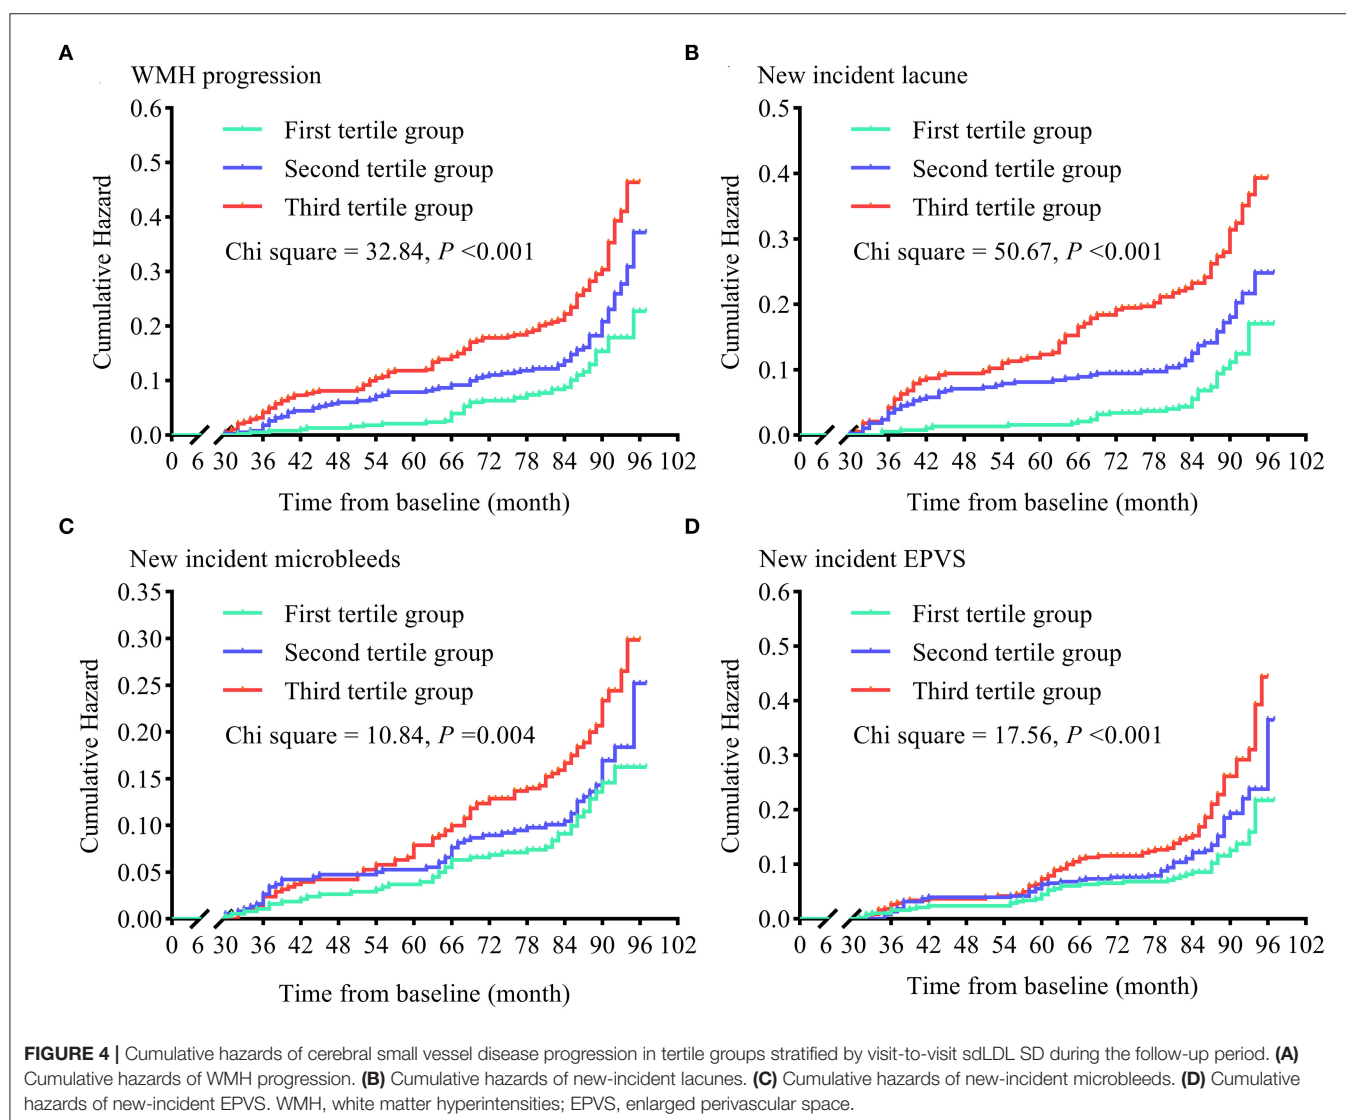 A
WMH progression
0.6
0.5
0.4
0.3
0.2
0.1
0.0
Cumulative Hazard
First tertile group
Second tertile group
Third tertile group
Chi square = 32.84, P <0.001
0 6 30 36 42 48 54 60 66 72 78 84 90 96 102
Time from baseline (month)
B
New incident lacune
0.5
0.4
0.3
0.2
0.1
0.0
Cumulative Hazard
First tertile group
Second tertile group
Third tertile group
Chi square = 50.67, P <0.001
0 6 30 36 42 48 54 60 66 72 78 84 90 96 102
Time from baseline (month)
C
New incident microbleeds
0.35
0.30
0.25
0.20
0.15
0.10
0.05
0.00
Cumulative Hazard
First tertile group
Second tertile group
Third tertile group
Chi square = 10.84, P =0.004
0 6 30 36 42 48 54 60 66 72 78 84 90 96 102
Time from baseline (month)
D
New incident EPVS
0.6
0.5
0.4
0.3
0.2
0.1
0.0
Cumulative Hazard
First tertile group
Second tertile group
Third tertile group
Chi square = 17.56, P <0.001
0 6 30 36 42 48 54 60 66 72 78 84 90 96 102
Time from baseline (month)
FIGURE 4 | Cumulative hazards of cerebral small vessel disease progression in tertile groups stratified by visit-to-visit sdLDL SD during the follow-up period. (A)
Cumulative hazards of WMH progression. (B) Cumulative hazards of new-incident lacunes. (C) Cumulative hazards of new-incident microbleeds. (D) Cumulative
hazards of new-incident EPVS. WMH, white matter hyperintensities; EPVS, enlarged perivascular space.